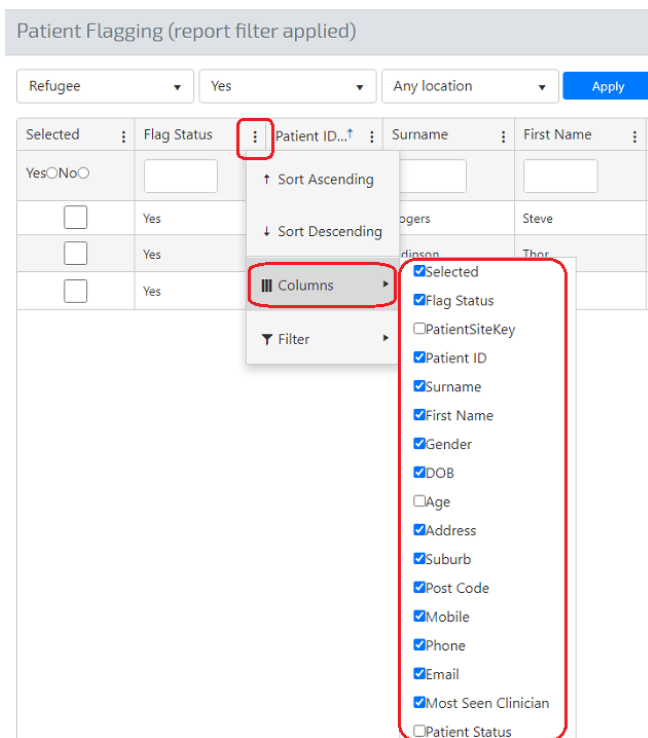 Patient Flagging (report filter applied)
Refugee Yes Any location Apply
Selected Flag Status Patient ID...↑ Surname First Name
Yes No
Yes ogers Steve
Yes dinson Thor
Yes
↑ Sort Ascending
↓ Sort Descending
Columns
Filter
Selected
Flag Status
PatientSiteKey
Patient ID
Surname
First Name
Gender
DOB
Age
Address
Suburb
Post Code
Mobile
Phone
Email
Most Seen Clinician
Patient Status